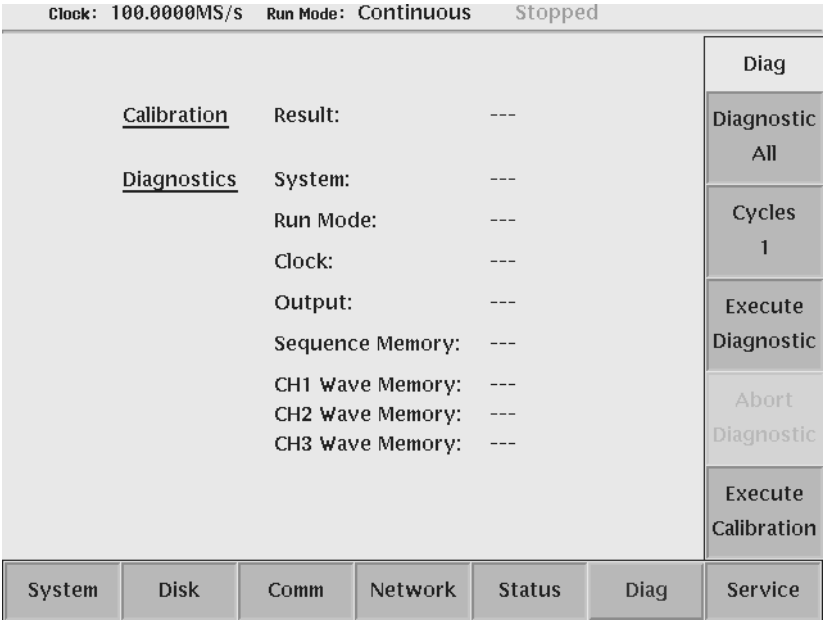 Clock: 100.0000MS/s Run Mode: Continuous Stopped
Calibration Result: ---
Diagnostics System: ---
Run Mode: ---
Clock: ---
Output: ---
Sequence Memory: ---
CH1 Wave Memory: ---
CH2 Wave Memory: ---
CH3 Wave Memory: ---
Diag
Diagnostic
All
Cycles
1
Execute
Diagnostic
Abort
Diagnostic
Execute
Calibration
System Disk Comm Network Status Diag Service